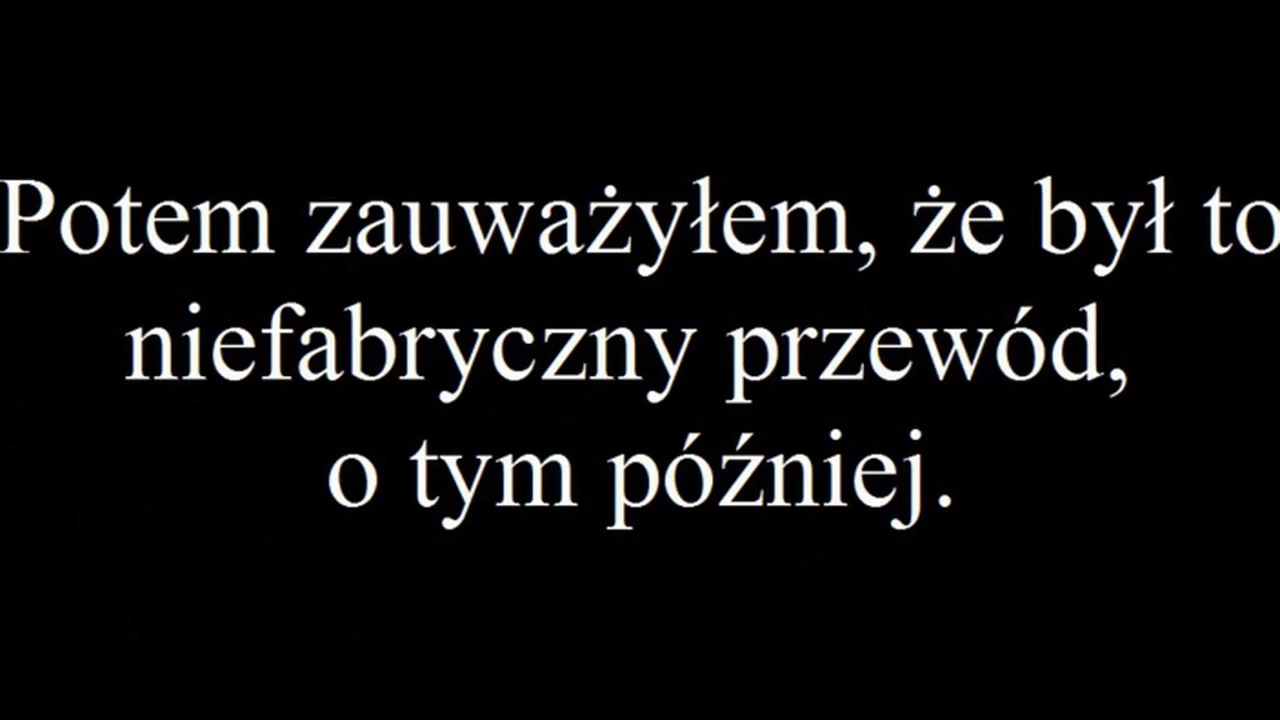 Potem zauważyłem, że był to
niefabryczny przewód,
o tym później.